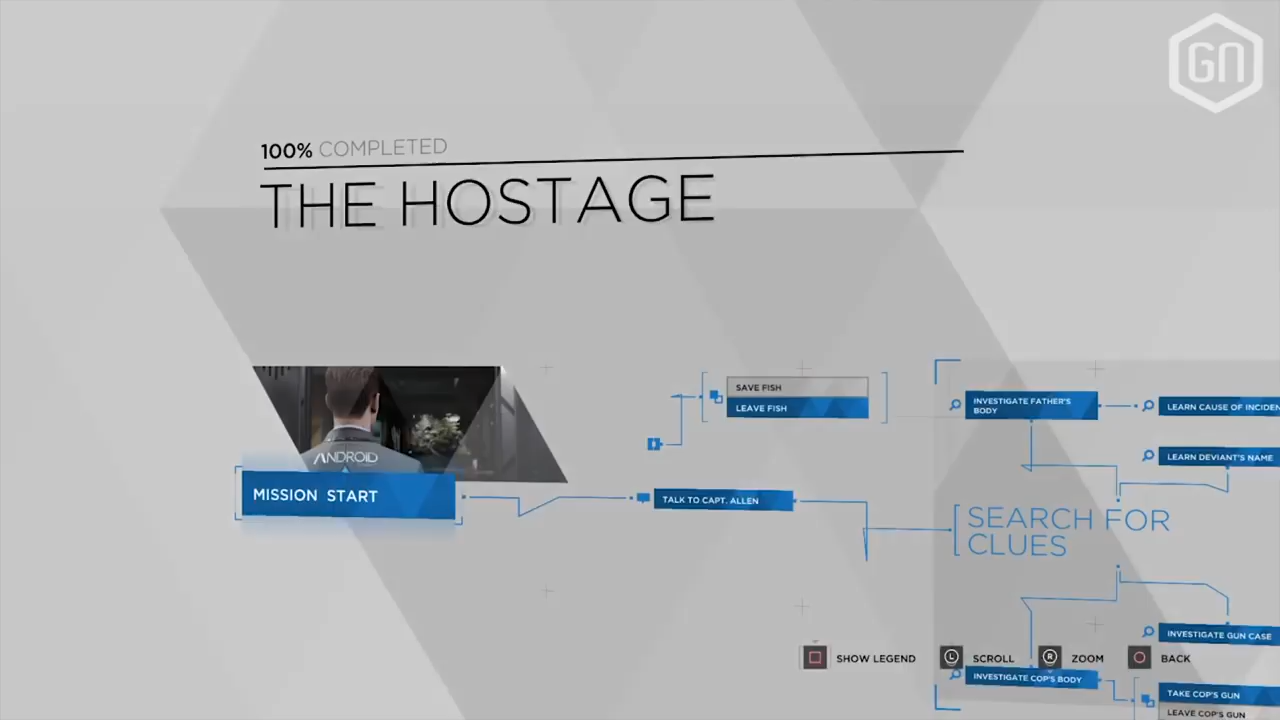 GN
100% COMPLETED
THE HOSTAGE
ANDROID
MISSION START
SAVE FISH
LEAVE FISH
TALK TO CAPT. ALLEN
INVESTIGATE FATHER'S
BODY
LEARN CAUSE OF INCIDEN
LEARN DEVIANT'S NAME
SEARCH FOR
CLUES
INVESTIGATE GUN CASE
INVESTIGATE COP'S BODY
TAKE COP'S GUN
LEAVE COP'S GUN
SHOW LEGEND
L
SCROLL
R
ZOOM
BACK